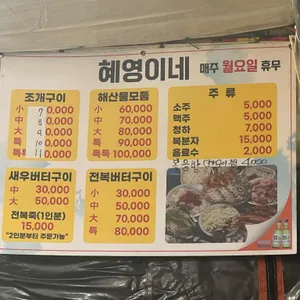 혜영이네 매주 월요일 휴무
조개구이
小 70,000
中 80,000
大 90,000
특 100,000
특특 110,000
해산물모듬
小 60,000
中 70,000
大 80,000
특 90,000
특특 100,000
주 류
소주 5,000
맥주 5,000
청하 7,000
복분자 15,000
음료수 2,000
4000
새우버터구이
中 30,000
大 50,000
전복죽(1인분)
15,000
"2인분부터 주문가능"
전복버터구이
小 30,000
中 50,000
大 70,000
특 80,000